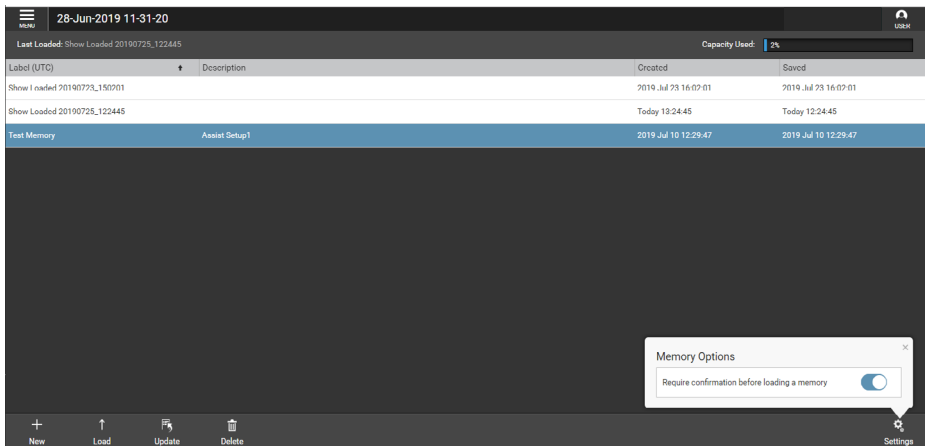 MENU 28-Jun-2019 11-31-20 USER
Last Loaded: Show Loaded 20190725_122445 Capacity Used: 2%
Label (UTC) Description Created Saved
Show Loaded 20190723_150201 2019 Jul 23 16:02:01 2019 Jul 23 16:02:01
Show Loaded 20190725_122445 Today 13:24:45 Today 12:24:45
Test Memory Assist Setup1 2019 Jul 10 12:29:47 2019 Jul 10 12:29:47
Memory Options
Require confirmation before loading a memory
New Load Update Delete Settings